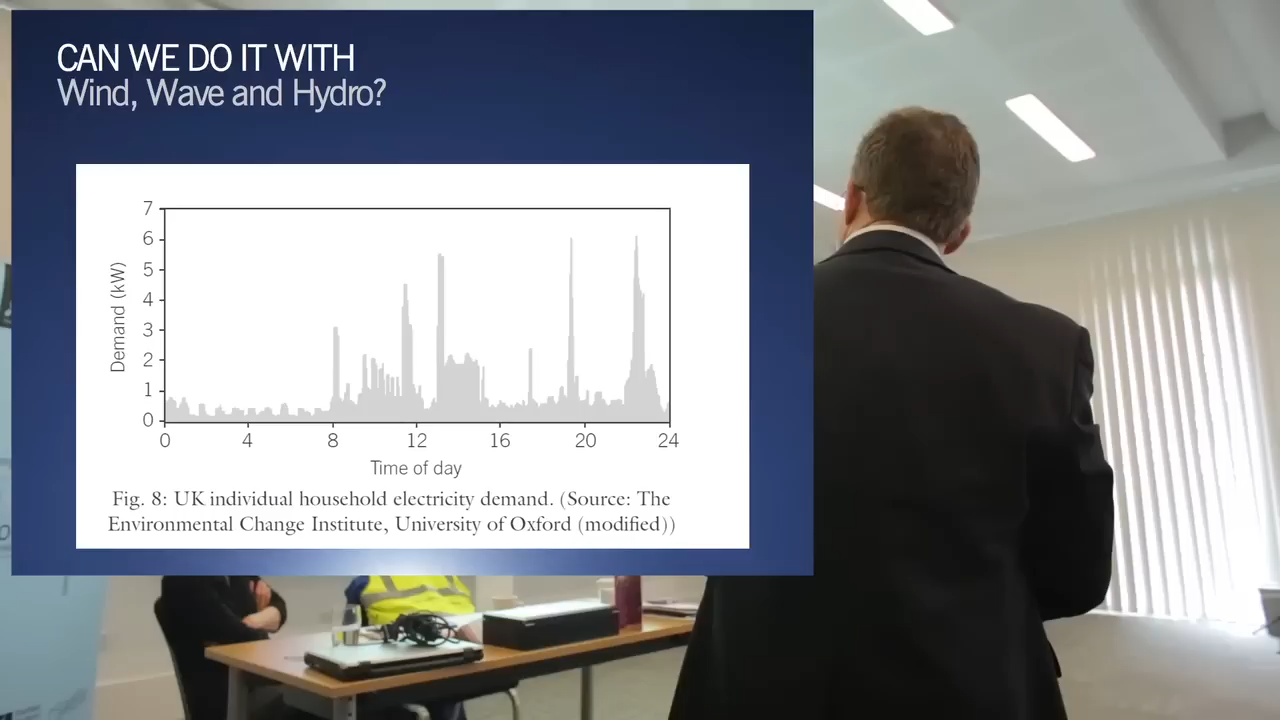 CAN WE DO IT WITH
Wind, Wave and Hydro?
7
6
5
4
3
2
1
0
Demand (kW)
0 4 8 12 16 20 24
Time of day
Fig. 8: UK individual household electricity demand. (Source: The
Environmental Change Institute, University of Oxford (modified))